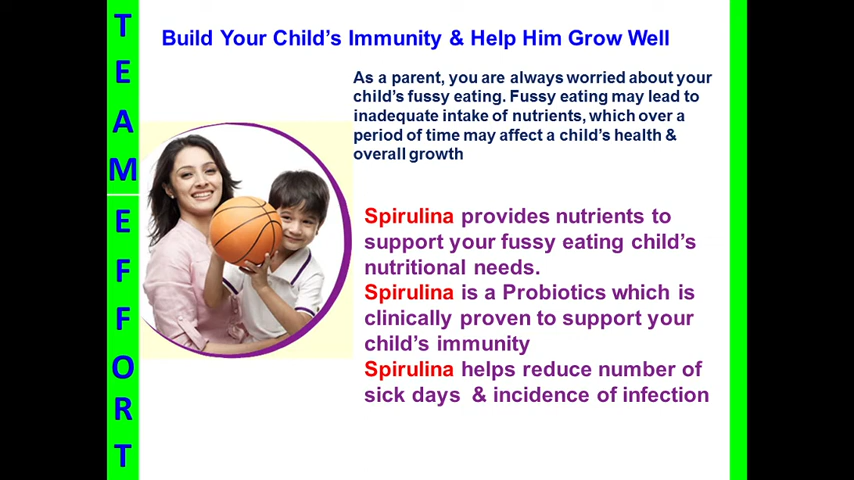 TEAM EFFORT
Build Your Child's Immunity & Help Him Grow Well
As a parent, you are always worried about your
child's fussy eating. Fussy eating may lead to
inadequate intake of nutrients, which over a
period of time may affect a child's health &
overall growth
Spirulina provides nutrients to
support your fussy eating child's
nutritional needs.
Spirulina is a Probiotics which is
clinically proven to support your
child's immunity
Spirulina helps reduce number of
sick days & incidence of infection